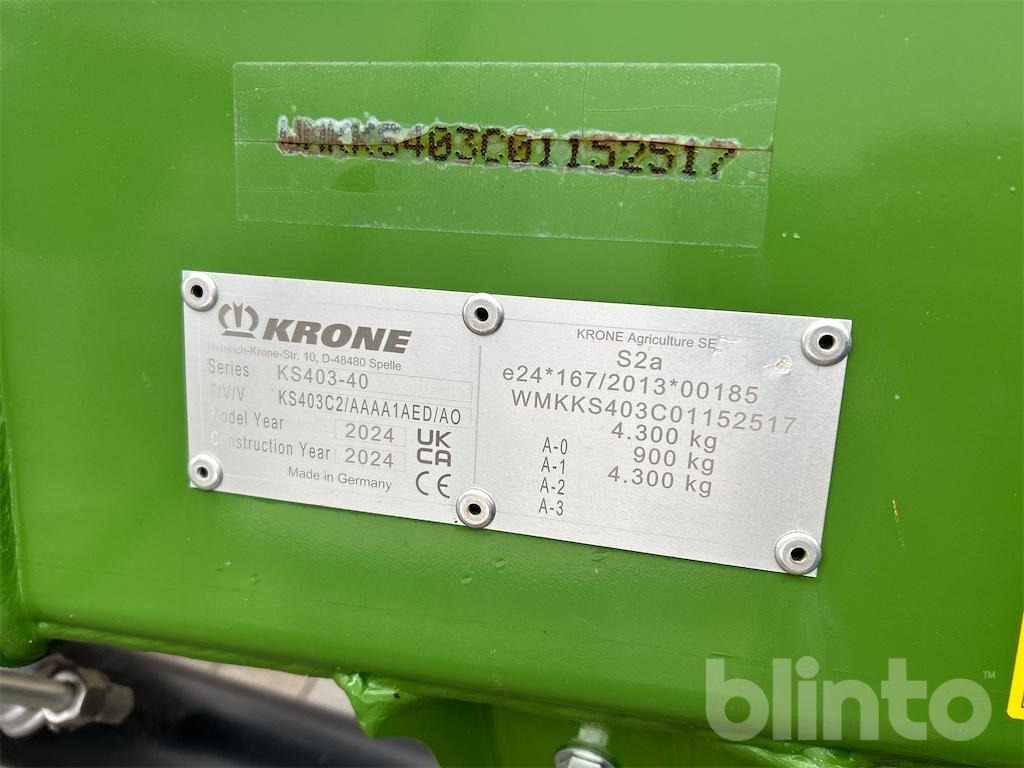 WMKKS403C01152517
KRONE
Heinrich-Krone-Str. 10, D-48480 Spelle
Series KS403-40
T/V/V KS403C2/AAAA1AED/AO
Model Year 2024
Construction Year 2024
UK
CA
Made in Germany
CE
KRONE Agriculture SE
S2a
e24*167/2013*00185
WMKKS403C01152517
4.300 kg
A-0 900 kg
A-1 4.300 kg
A-2
A-3
blinto™